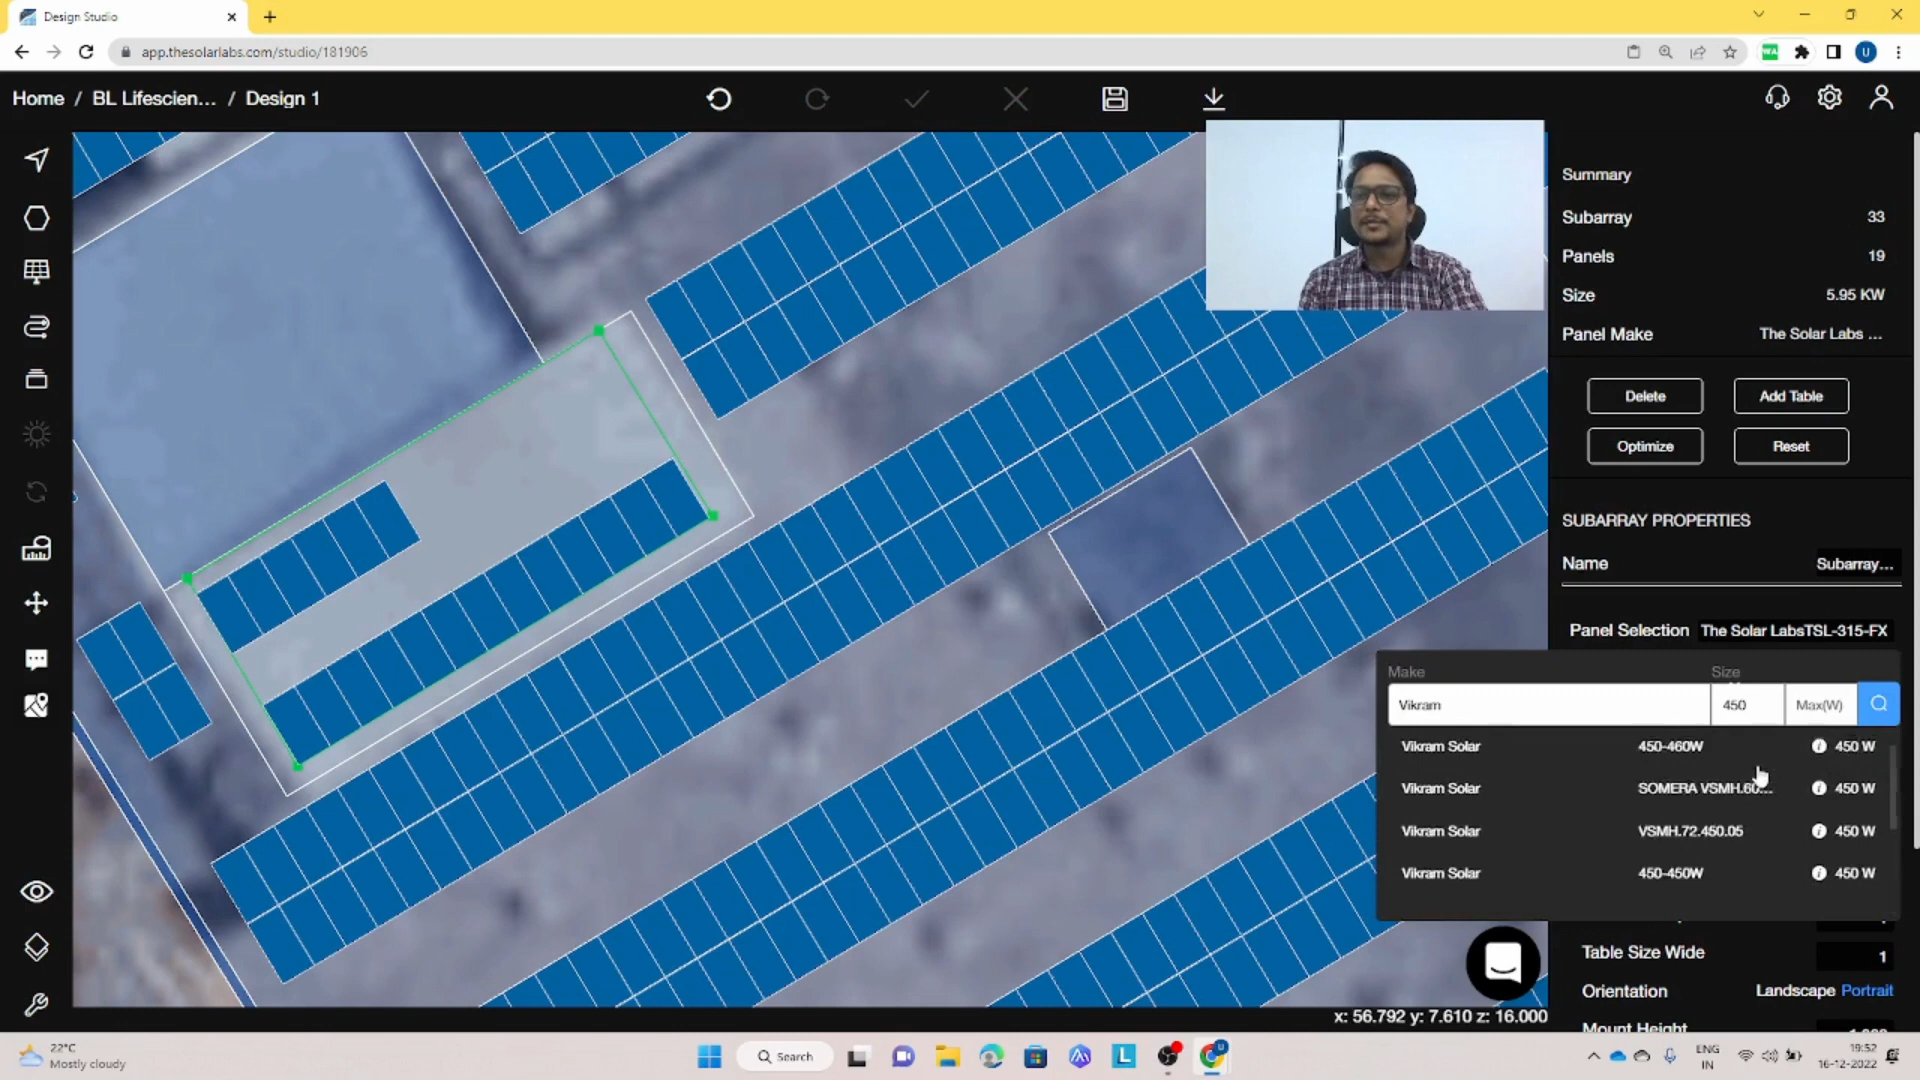 Design Studio
app.thesolarlabs.com/studio/181906
WA
U
Home / BL Lifescien... / Design 1
Summary
Subarray 33
Panels 19
Size 5.95 KW
Panel Make The Solar Labs ...
Delete Add Table
Optimize Reset
SUBARRAY PROPERTIES
Name Subarray...
Panel Selection The Solar LabsTSL-315-FX
Make Size
Vikram 450 Max(W)
Vikram Solar 450-460W 450 W
Vikram Solar SOMERA VSMH.60... 450 W
Vikram Solar VSMH.72.450.05 450 W
Vikram Solar 450-450W 450 W
Table Size Wide 1
Orientation Landscape Portrait
Mount Height
x: 56.792 y: 7.610 z: 16.000
22°C
Mostly cloudy
Search
L
U
ENG
IN
19:52
16-12-2022